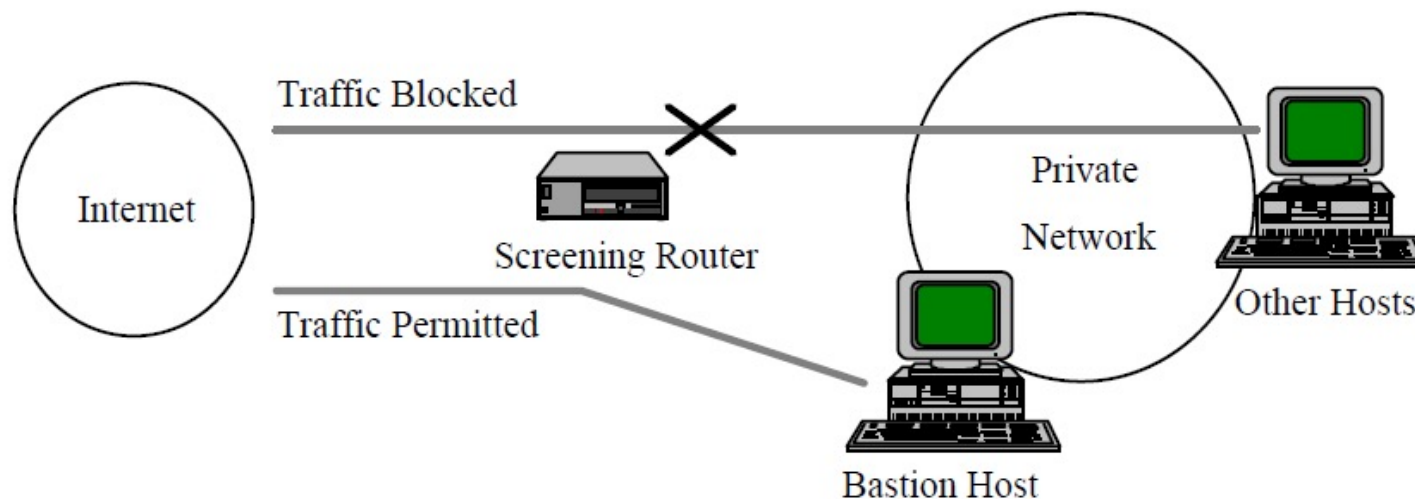 Traffic Blocked
Internet
Screening Router
Traffic Permitted
Private
Network
Other Hosts
Bastion Host